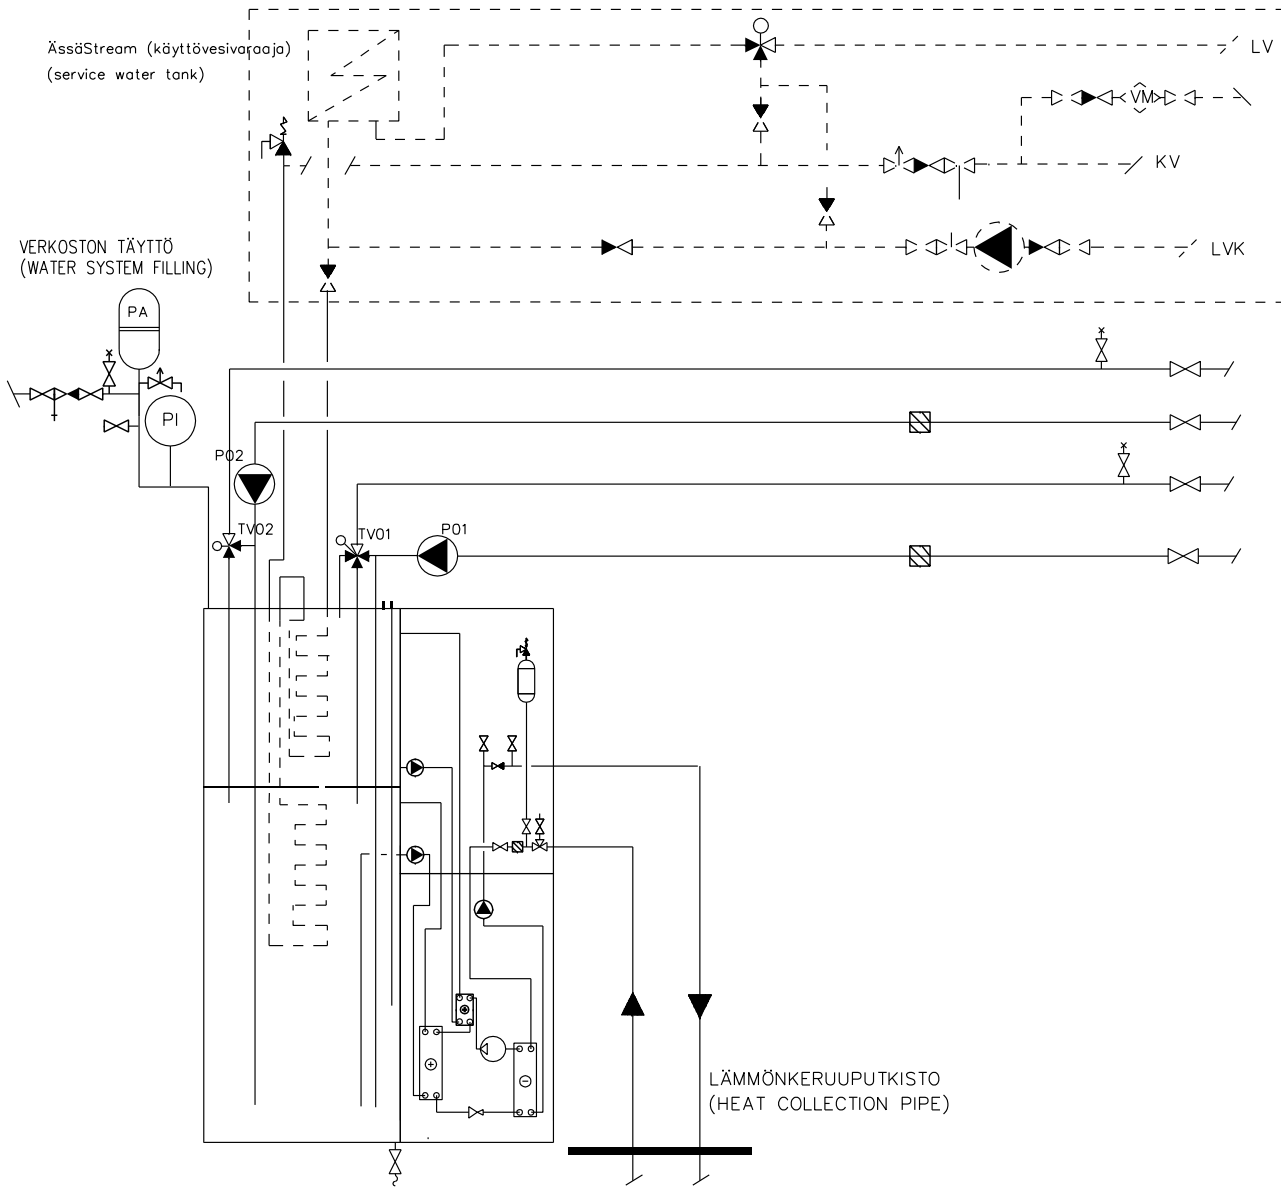 ÄssäStream (käyttövesivaraaja)
(service water tank)
LV
VM
KV
LVK
VERKOSTON TÄYTTÖ
(WATER SYSTEM FILLING)
PA
PI
P02
TV02
TV01
P01
LÄMMÖNKERUUPUTKISTO
(HEAT COLLECTION PIPE)